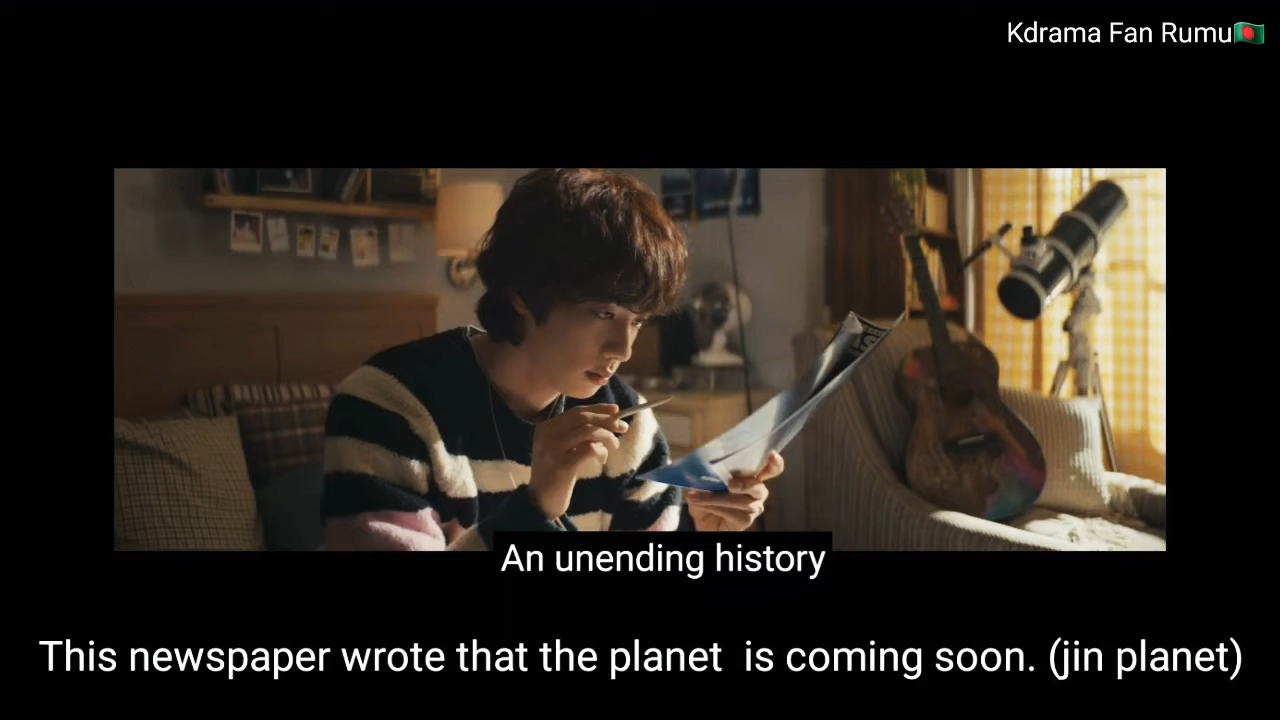 Kdrama Fan Rumu🇧🇩
An unending history
This newspaper wrote that the planet  is coming soon. (jin planet)